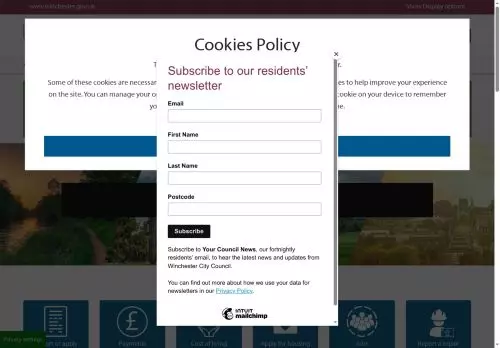 www.winchester.gov.uk
Show Display Options
Cookies Policy
Some of these cookies are necessary
ies to help improve your experience
on the site. You can manage your op
cookie on your device to remember
×
Subscribe to our residents'
newsletter
Email
First Name
Last Name
Postcode
Subscribe
Subscribe to Your Council News, our fortnightly
residents' email, to hear the latest news and updates from
Winchester City Council.
You can find out more about how we use your data for
newsletters in our Privacy Policy.
INTUIT
mailchimp
Privacy settings
Payments
Cost of living
Apply for housing
Report a repair